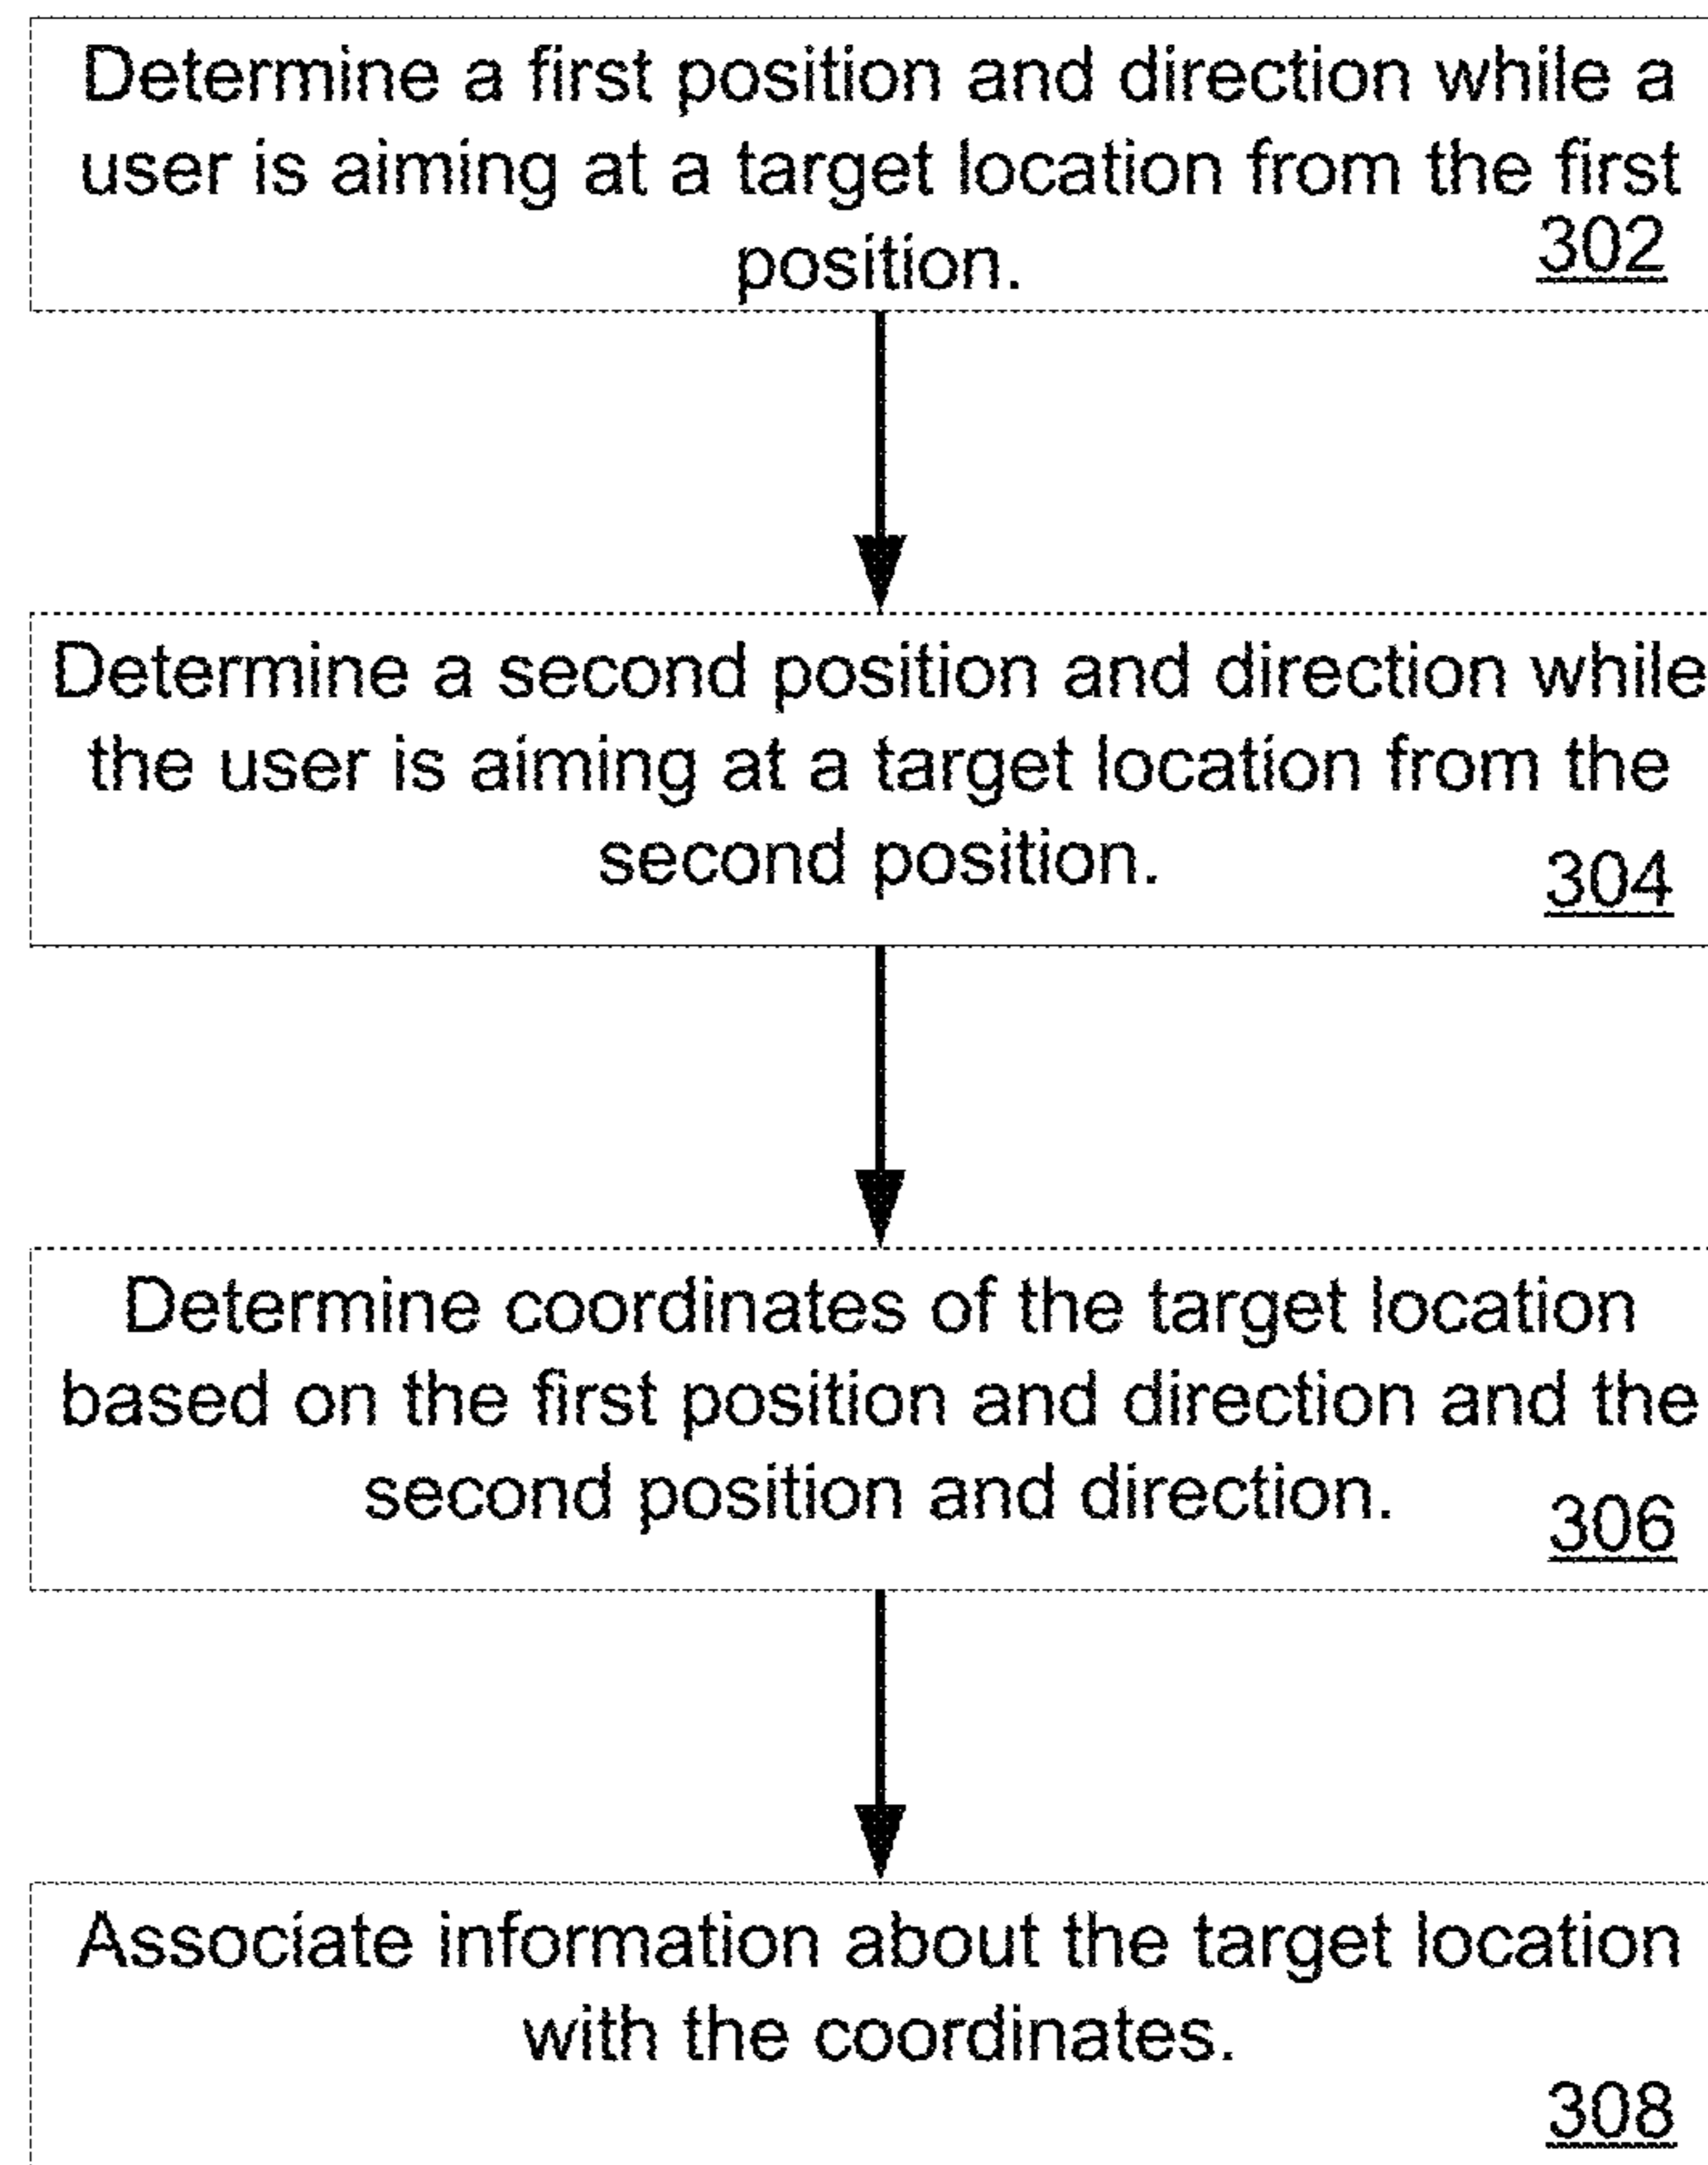 Determine a first position and direction while a
user is aiming at a target location from the first
position.
302
Determine a second position and direction while
the user is aiming at a target location from the
second position.
304
Determine coordinates of the target location
based on the first position and direction and the
second position and direction.
306
Associate information about the target location
with the coordinates.
308